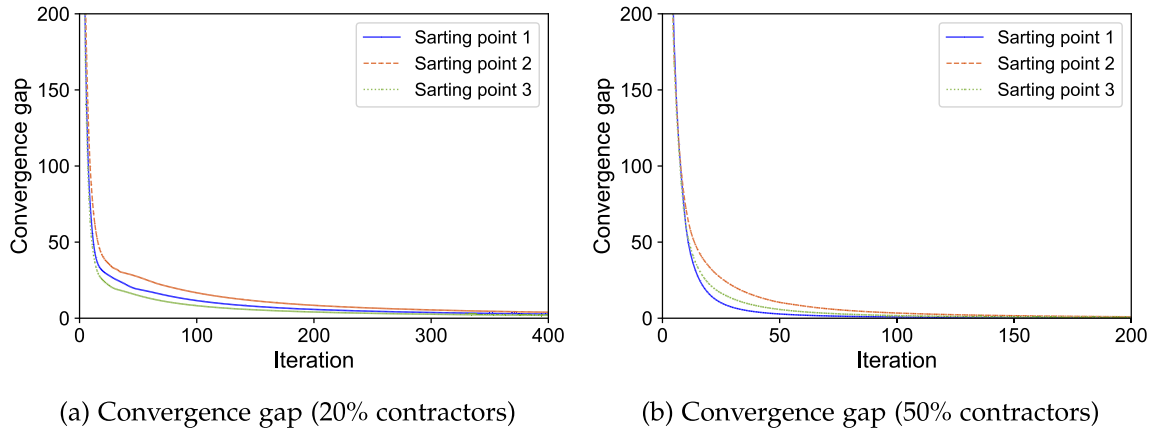 200
150
100
50
0
Convergence gap
Sarting point 1
Sarting point 2
Sarting point 3
0 100 200 300 400
Iteration
(a) Convergence gap (20% contractors)
200
150
100
50
0
Convergence gap
Sarting point 1
Sarting point 2
Sarting point 3
0 50 100 150 200
Iteration
(b) Convergence gap (50% contractors)